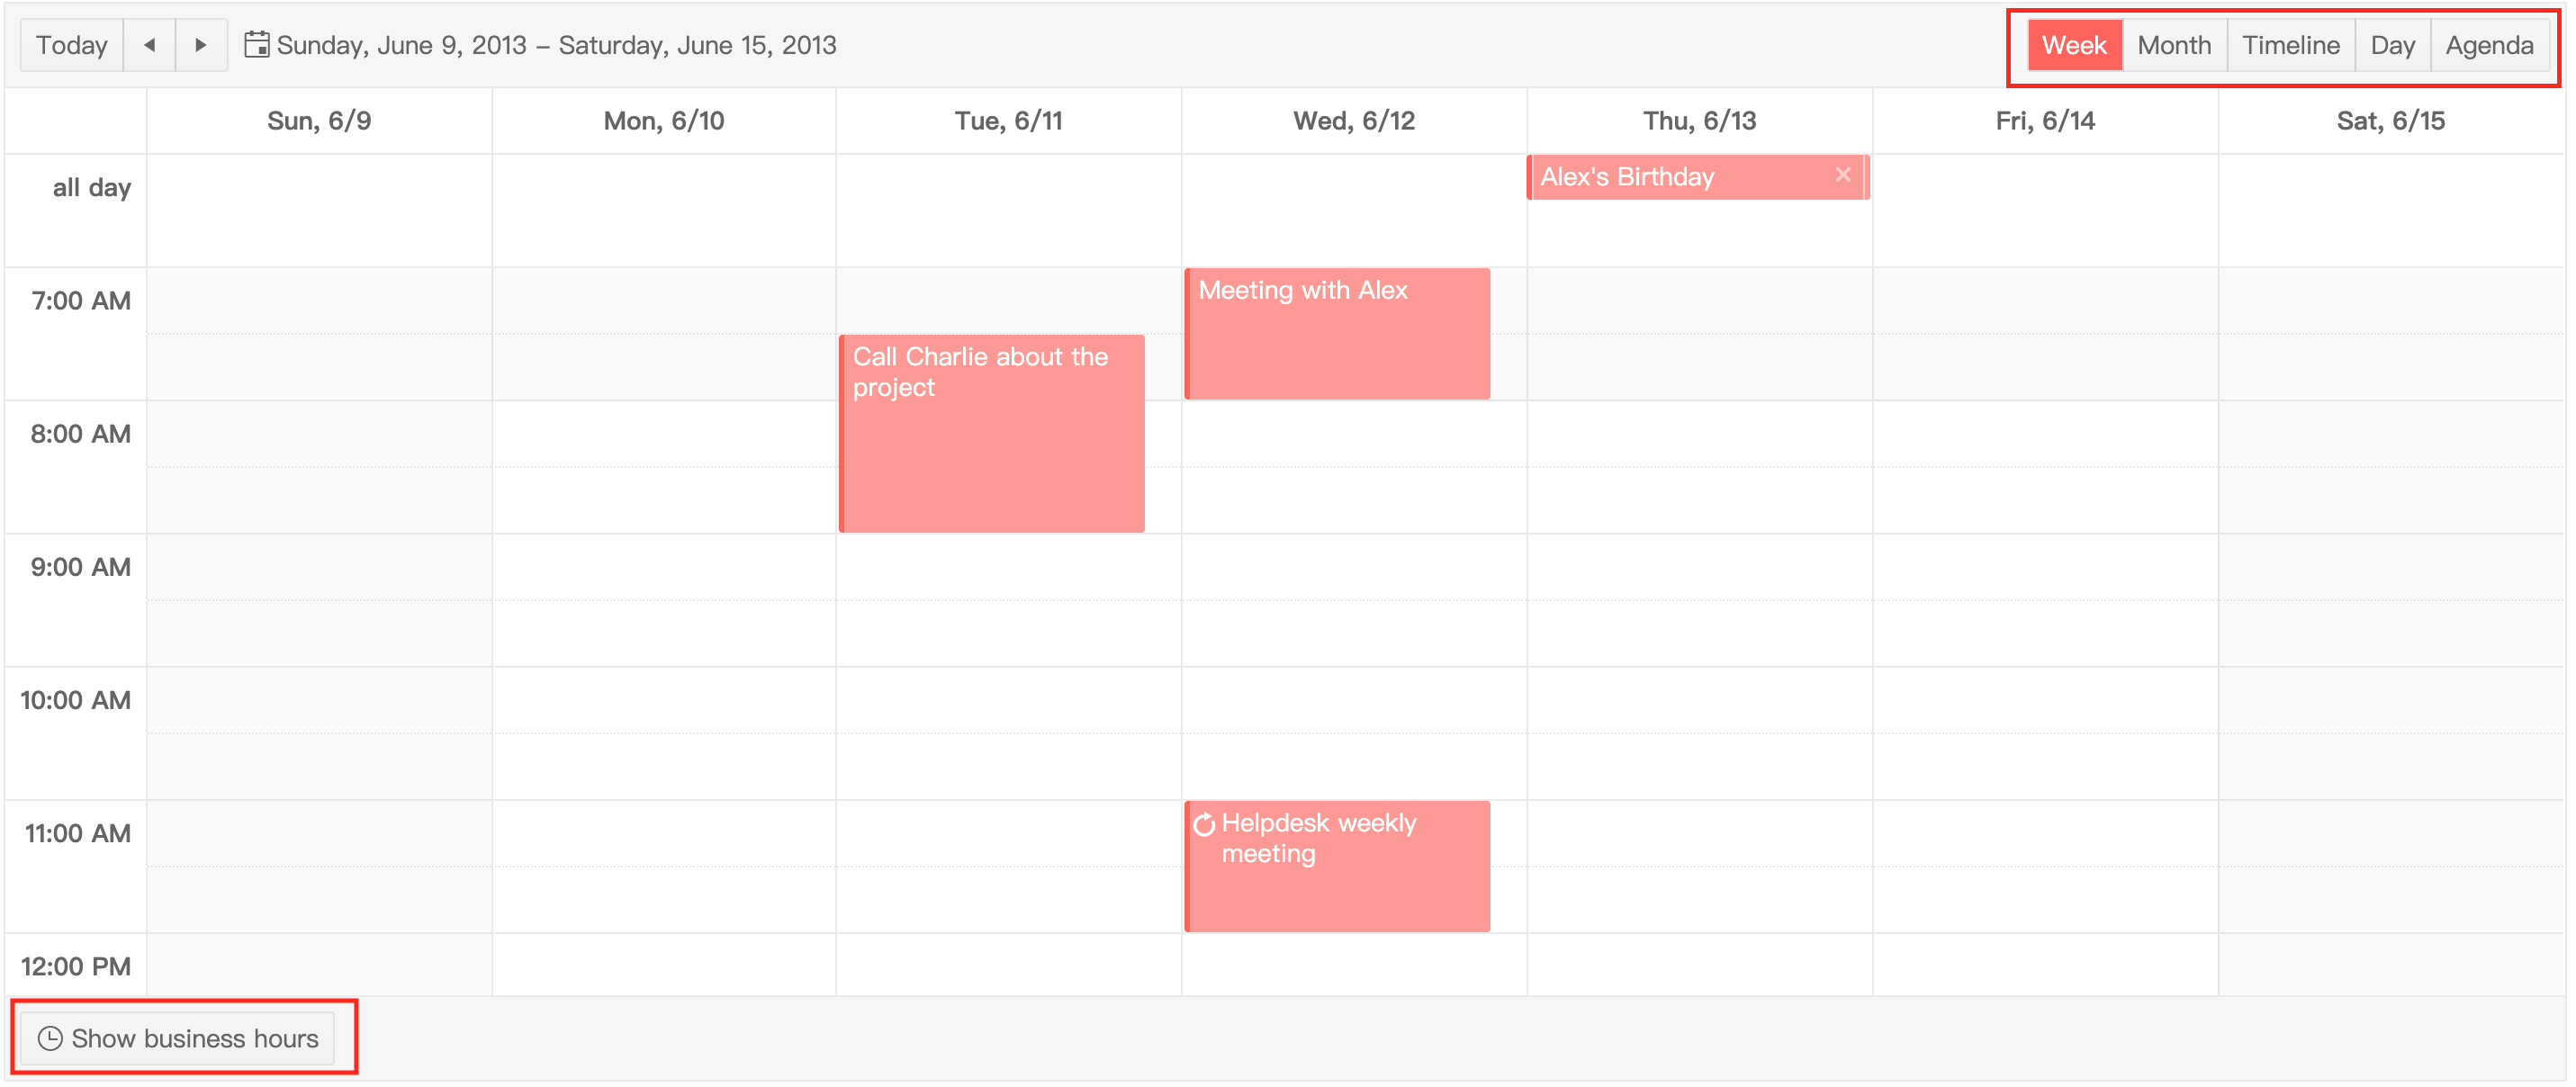 Today
Sunday, June 9, 2013 – Saturday, June 15, 2013
Week
Month
Timeline
Day
Agenda
Sun, 6/9
Mon, 6/10
Tue, 6/11
Wed, 6/12
Thu, 6/13
Fri, 6/14
Sat, 6/15
all day
Alex's Birthday
7:00 AM
Meeting with Alex
Call Charlie about the
project
8:00 AM
9:00 AM
10:00 AM
11:00 AM
Helpdesk weekly
meeting
12:00 PM
Show business hours